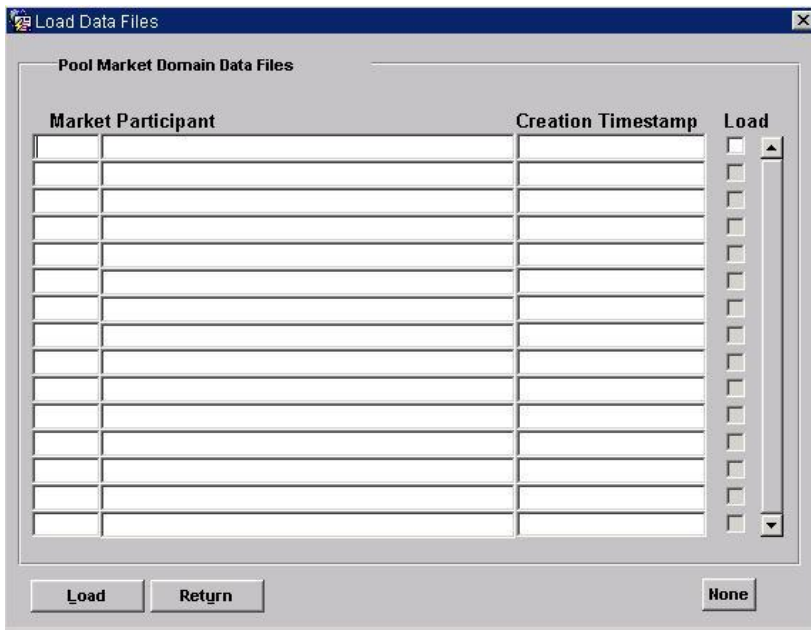 Load Data Files
Pool Market Domain Data Files
Market Participant Creation Timestamp Load
Load Return None